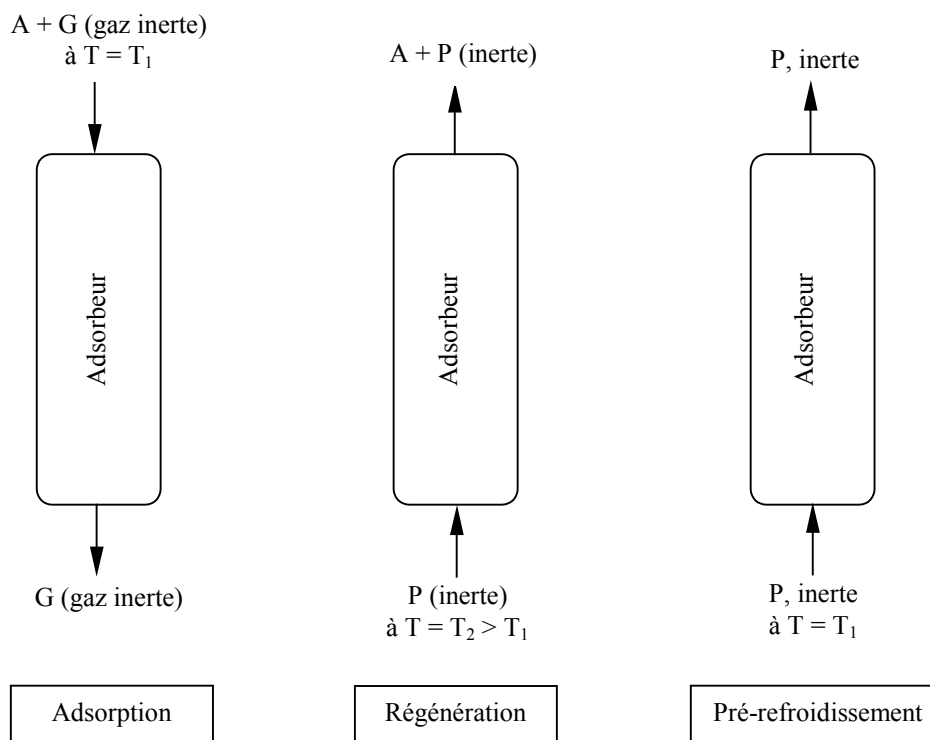 A + G (gaz inerte)
à T = T₁
Adsorbeur
G (gaz inerte)
Adsorption
A + P (inerte)
Adsorbeur
P (inerte)
à T = T₂ > T₁
Régénération
P, inerte
Adsorbeur
P, inerte
à T = T₁
Pré-refroidissement